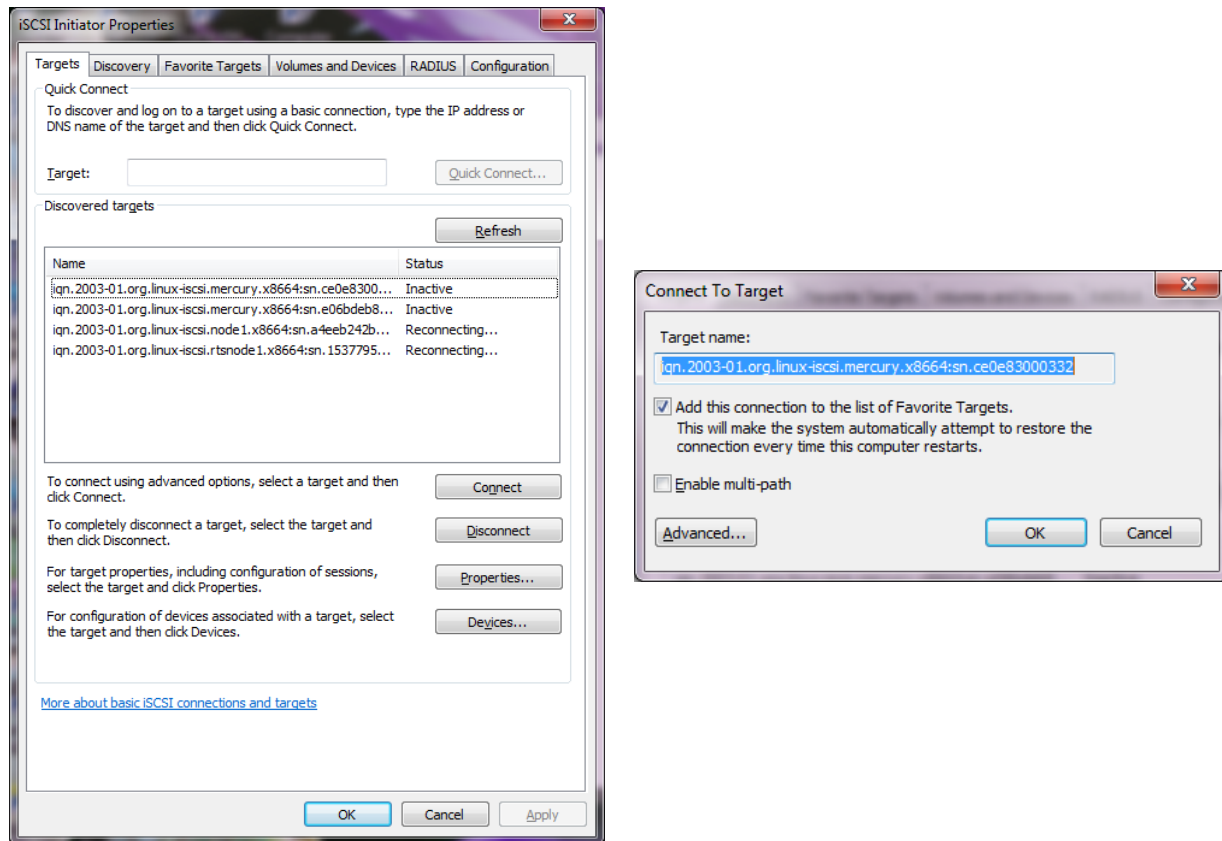 iSCSI Initiator Properties
Targets Discovery Favorite Targets Volumes and Devices RADIUS Configuration
Quick Connect
To discover and log on to a target using a basic connection, type the IP address or
DNS name of the target and then click Quick Connect.
Target:
Quick Connect...
Discovered targets
Refresh
Name Status
iqn.2003-01.org.linux-iscsi.mercury.x8664:sn.ce0e8300... Inactive
iqn.2003-01.org.linux-iscsi.mercury.x8664:sn.e06bdeb8... Inactive
iqn.2003-01.org.linux-iscsi.node1.x8664:sn.a4eeb242b... Reconnecting...
iqn.2003-01.org.linux-iscsi.rtsnode1.x8664:sn.1537795... Reconnecting...
To connect using advanced options, select a target and then
click Connect.
Connect
To completely disconnect a target, select the target and
then click Disconnect.
Disconnect
For target properties, including configuration of sessions,
select the target and click Properties.
Properties...
For configuration of devices associated with a target, select
the target and then click Devices.
Devices...
More about basic iSCSI connections and targets
OK Cancel Apply
Connect To Target
Target name:
iqn.2003-01.org.linux-iscsi.mercury.x8664:sn.ce0e83000332
Add this connection to the list of Favorite Targets.
This will make the system automatically attempt to restore the
connection every time this computer restarts.
Enable multi-path
Advanced... OK Cancel